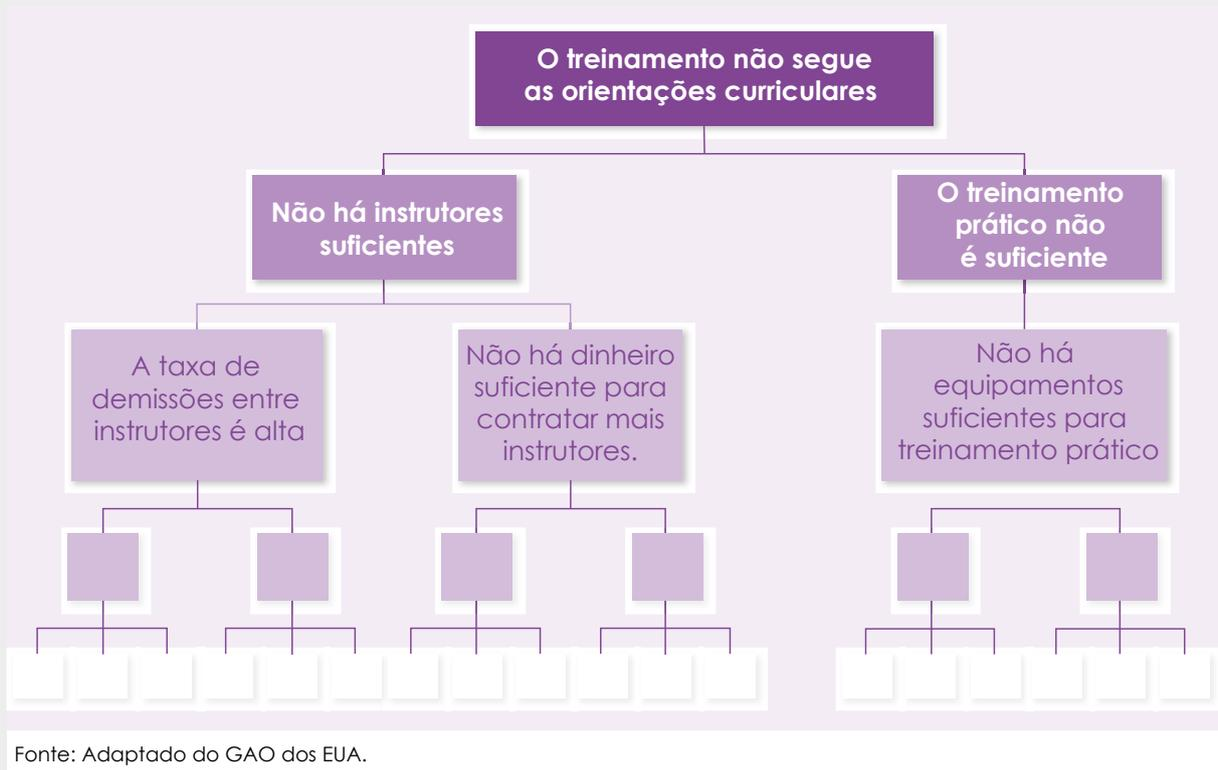 O treinamento não segue
as orientações curriculares
Não há instrutores
suficientes
O treinamento
prático não
é suficiente
A taxa de
demissões entre
instrutores é alta
Não há dinheiro
suficiente para
contratar mais
instrutores.
Não há
equipamentos
suficientes para
treinamento prático
Fonte: Adaptado do GAO dos EUA.